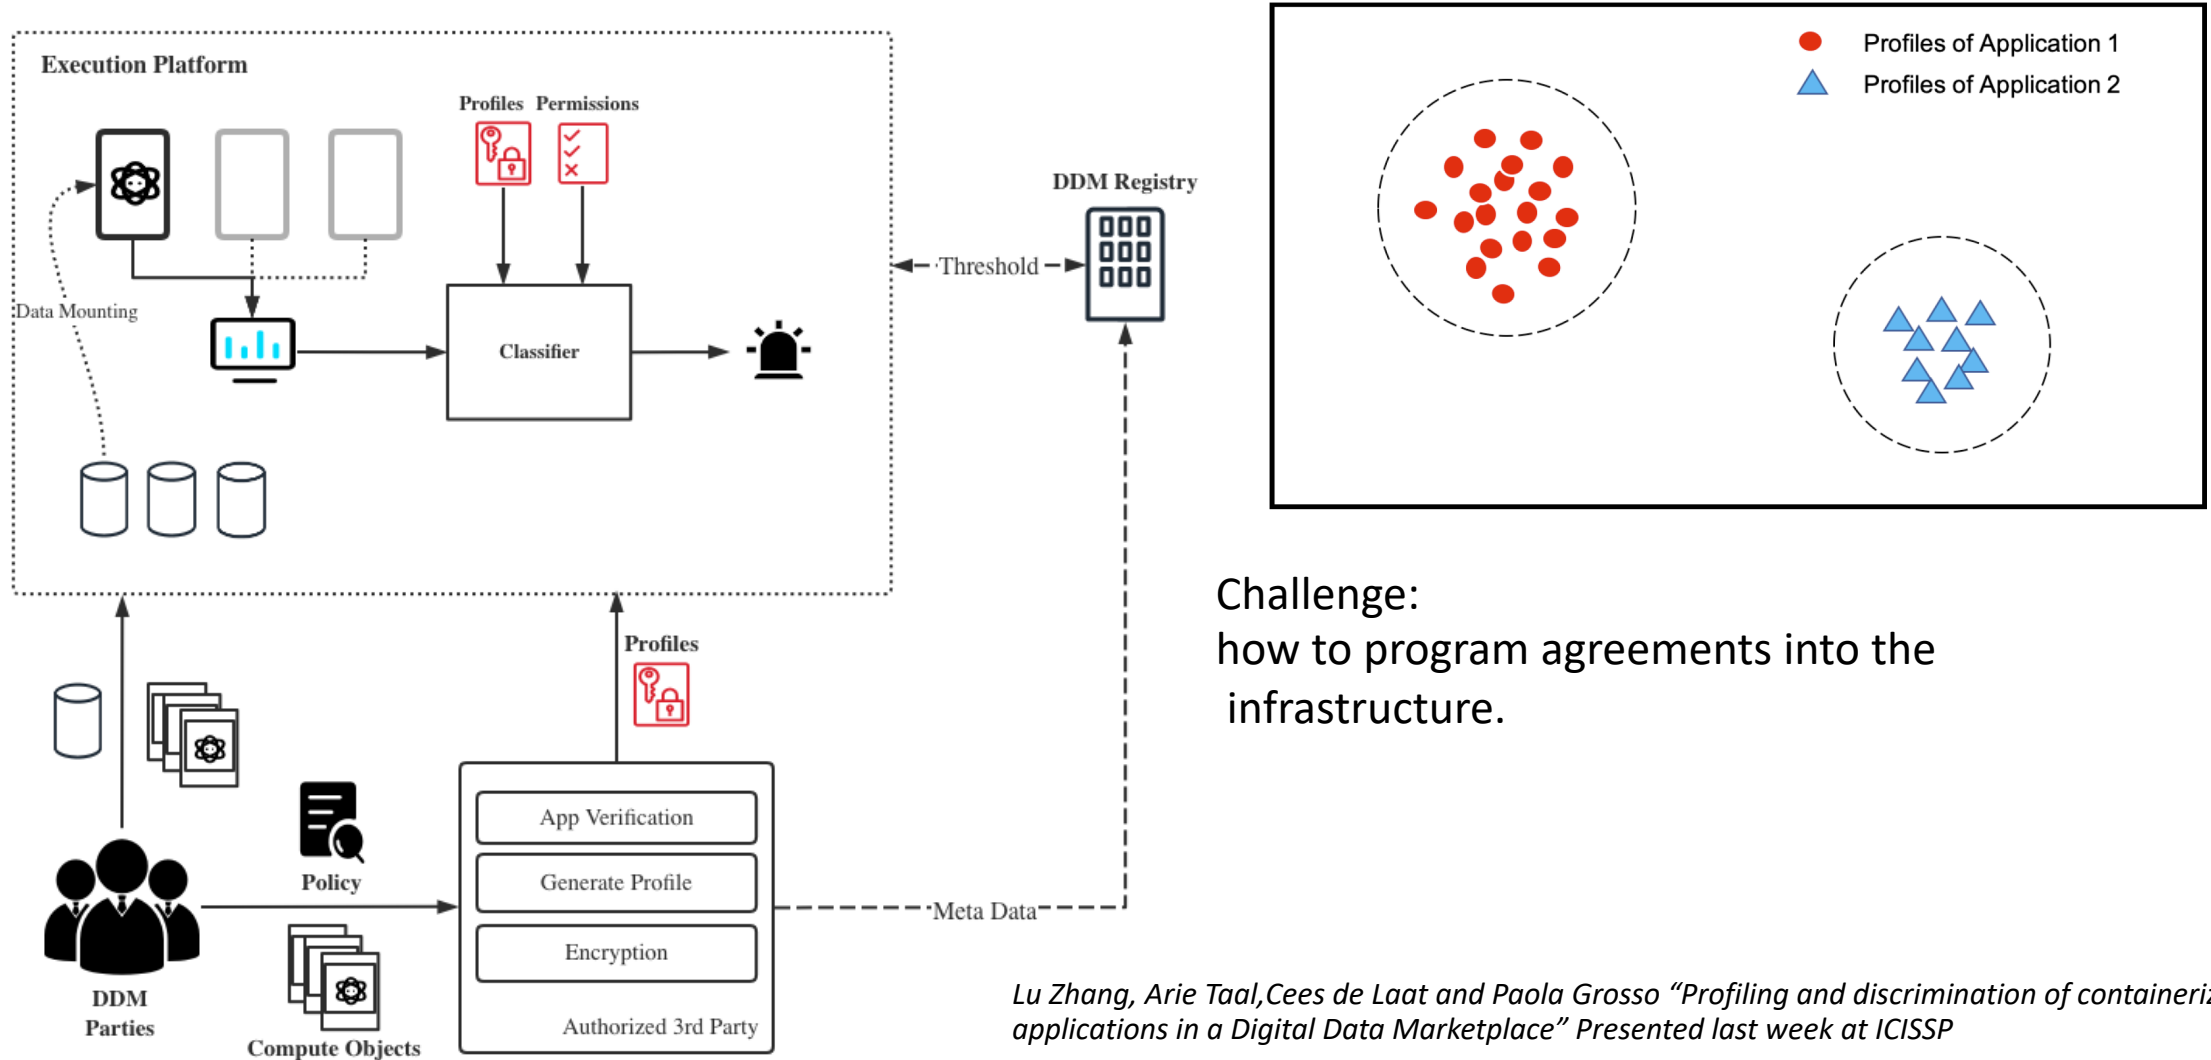 Execution Platform
Profiles Permissions
Data Mounting
Classifier
Threshold
DDM Registry
Profiles
Policy
App Verification
Generate Profile
Encryption
Authorized 3rd Party
Meta Data
DDM
Parties
Compute Objects
Profiles of Application 1
Profiles of Application 2
Challenge:
how to program agreements into the
infrastructure.
Lu Zhang, Arie Taal,Cees de Laat and Paola Grosso “Profiling and discrimination of containeriz
applications in a Digital Data Marketplace” Presented last week at ICISSP